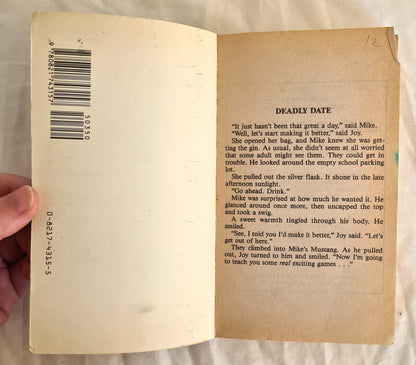 9 780821 743157
50350
0-8217-4315-5
12
DEADLY DATE
"It just hasn't been that great a day," said Mike.
"Well, let's start making it better," said Joy.
She opened her bag, and Mike knew she was get-
ting the gin. As usual, she didn't seem at all worried
that some adult might see them. They could get in
trouble. He looked around the empty school parking
lot.
She pulled out the silver flask. It shone in the late
afternoon sunlight.
"Go ahead. Drink."
Mike was surprised at how much he wanted it. He
glanced around once more, then uncapped the top
and took a swig.
A sweet warmth tingled through his body. He
smiled.
"See, I told you I'd make it better," Joy said. "Let's
get out of here."
They climbed into Mike's Mustang. As he pulled
out, Joy turned to him and smiled. "Now I'm going
to teach you some real exciting games . . ."